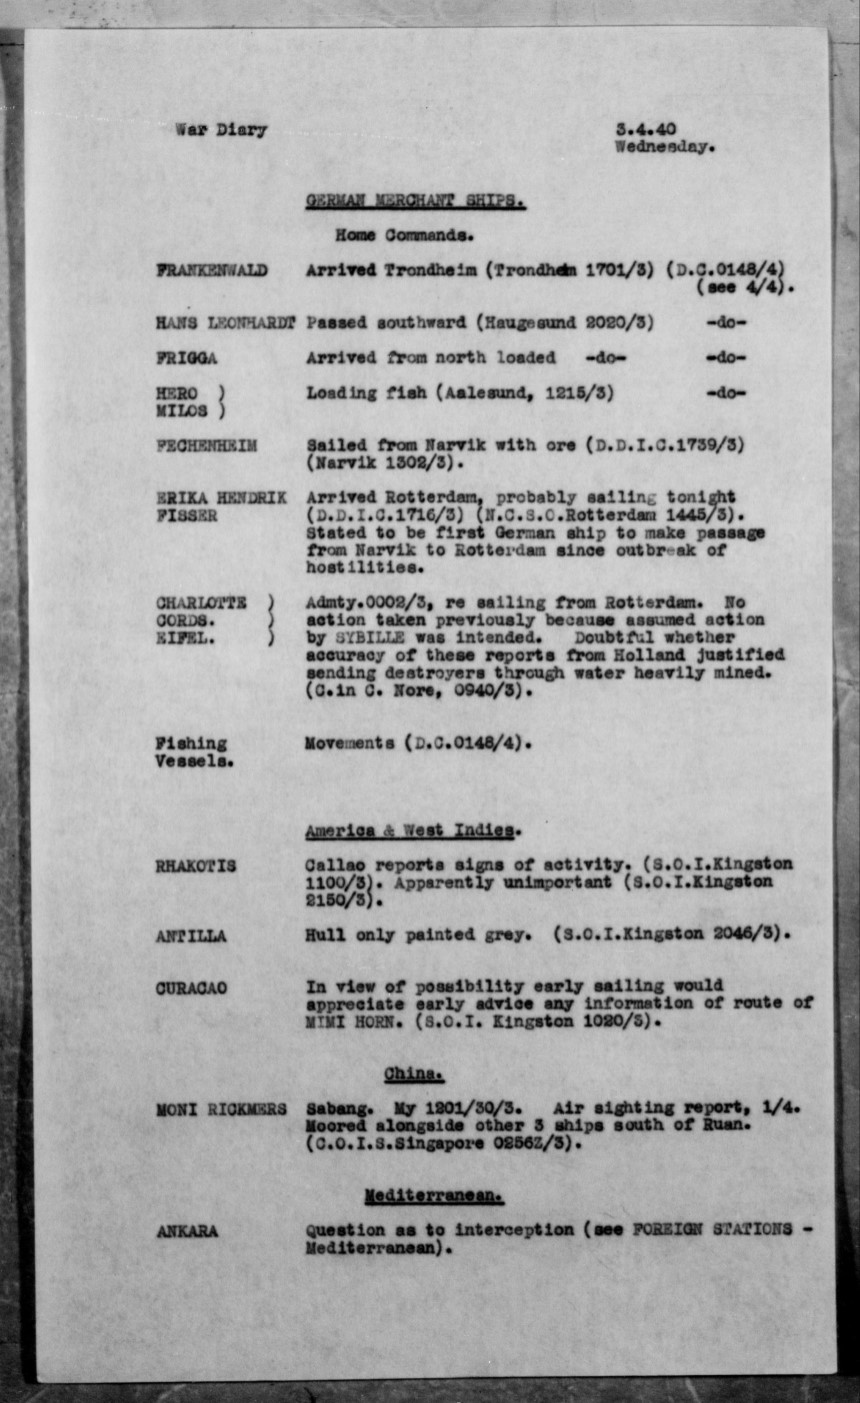 War Diary 3.4.40
Wednesday.
GERMAN MERCHANT SHIPS.
Home Commands.
FRANKENWALD Arrived Trondheim (Trondhem 1701/3) (D.C.0148/4)
(see 4/4).
HANS LEONHARDT Passed southward (Haugesund 2020/3) -do-
FRIGGA Arrived from north loaded -do- -do-
HERO ) Loading fish (Aalesund, 1215/3) -do-
MILOS )
PECHENHEIM Sailed from Narvik with ore (D.D.I.C.1739/3)
(Narvik 1302/3).
ERIKA HENDRIK Arrived Rotterdam, probably sailing tonight
FISSER (D.D.I.C.1716/3) (N.C.S.O.Rotterdam 1445/3).
Stated to be first German ship to make passage
from Narvik to Rotterdam since outbreak of
hostilities.
CHARLOTTE ) Admty.0002/3, re sailing from Rotterdam. No
CORDS. ) action taken previously because assumed action
EIFEL. ) by SYBILLE was intended. Doubtful whether
accuracy of these reports from Holland justified
sending destroyers through water heavily mined.
(C.in C. Nore, 0940/3).
Fishing Movements (D.C.0148/4).
Vessels.
America & West Indies.
RHAKOTIS Callao reports signs of activity. (S.O.I.Kingston
1100/3). Apparently unimportant (S.O.I.Kingston
2150/3).
ANTILLA Hull only painted grey. (S.O.I.Kingston 2046/3).
CURACAO In view of possibility early sailing would
appreciate early advice any information of route of
MIMI HORN. (S.O.I. Kingston 1020/3).
China.
MONI RICKMERS Sabang. My 1201/30/3. Air sighting report, 1/4.
Moored alongside other 3 ships south of Ruan.
(C.O.I.S.Singapore 0256Z/3).
Mediterranean.
ANKARA Question as to interception (see FOREIGN STATIONS -
Mediterranean).